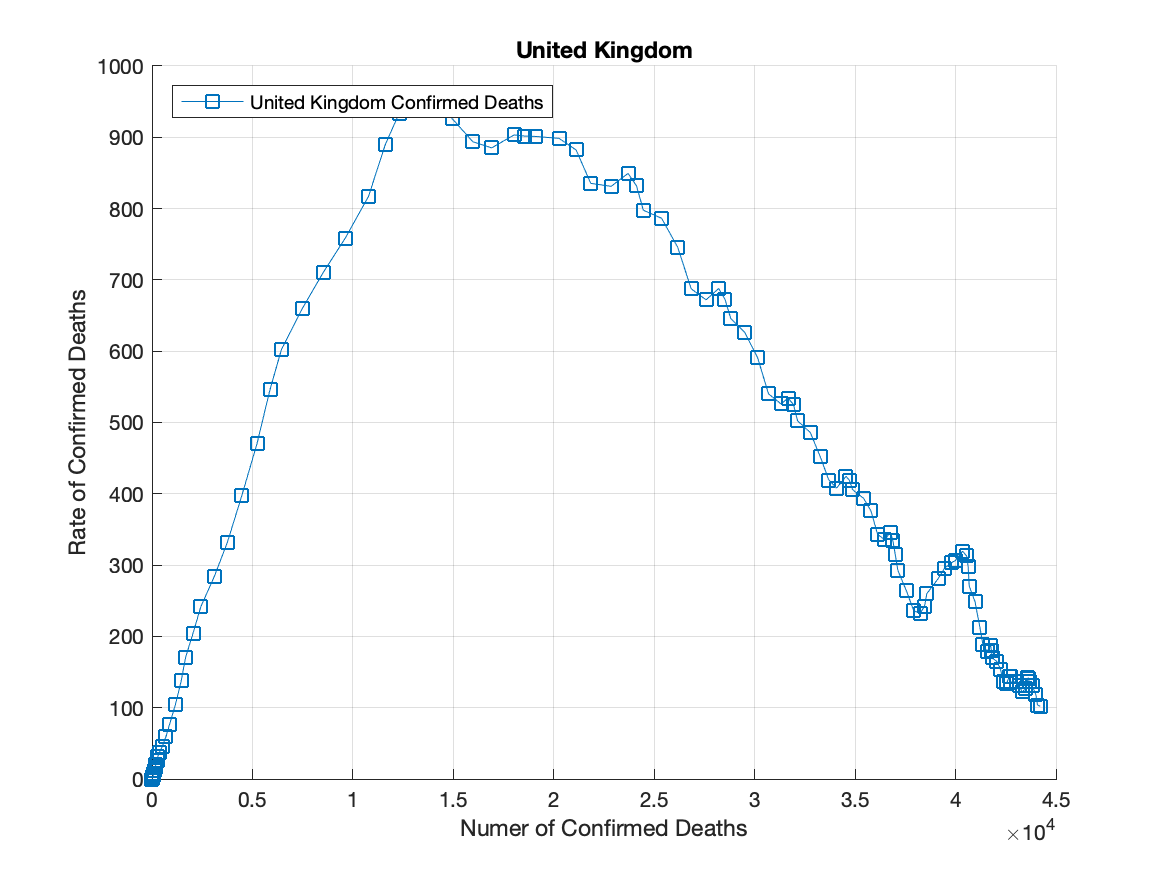 United Kingdom
1000
900
800
700
600
500
400
300
200
100
0
United Kingdom Confirmed Deaths
Rate of Confirmed Deaths
0 0.5 1 1.5 2 2.5 3 3.5 4 4.5
Numer of Confirmed Deaths
×10⁴